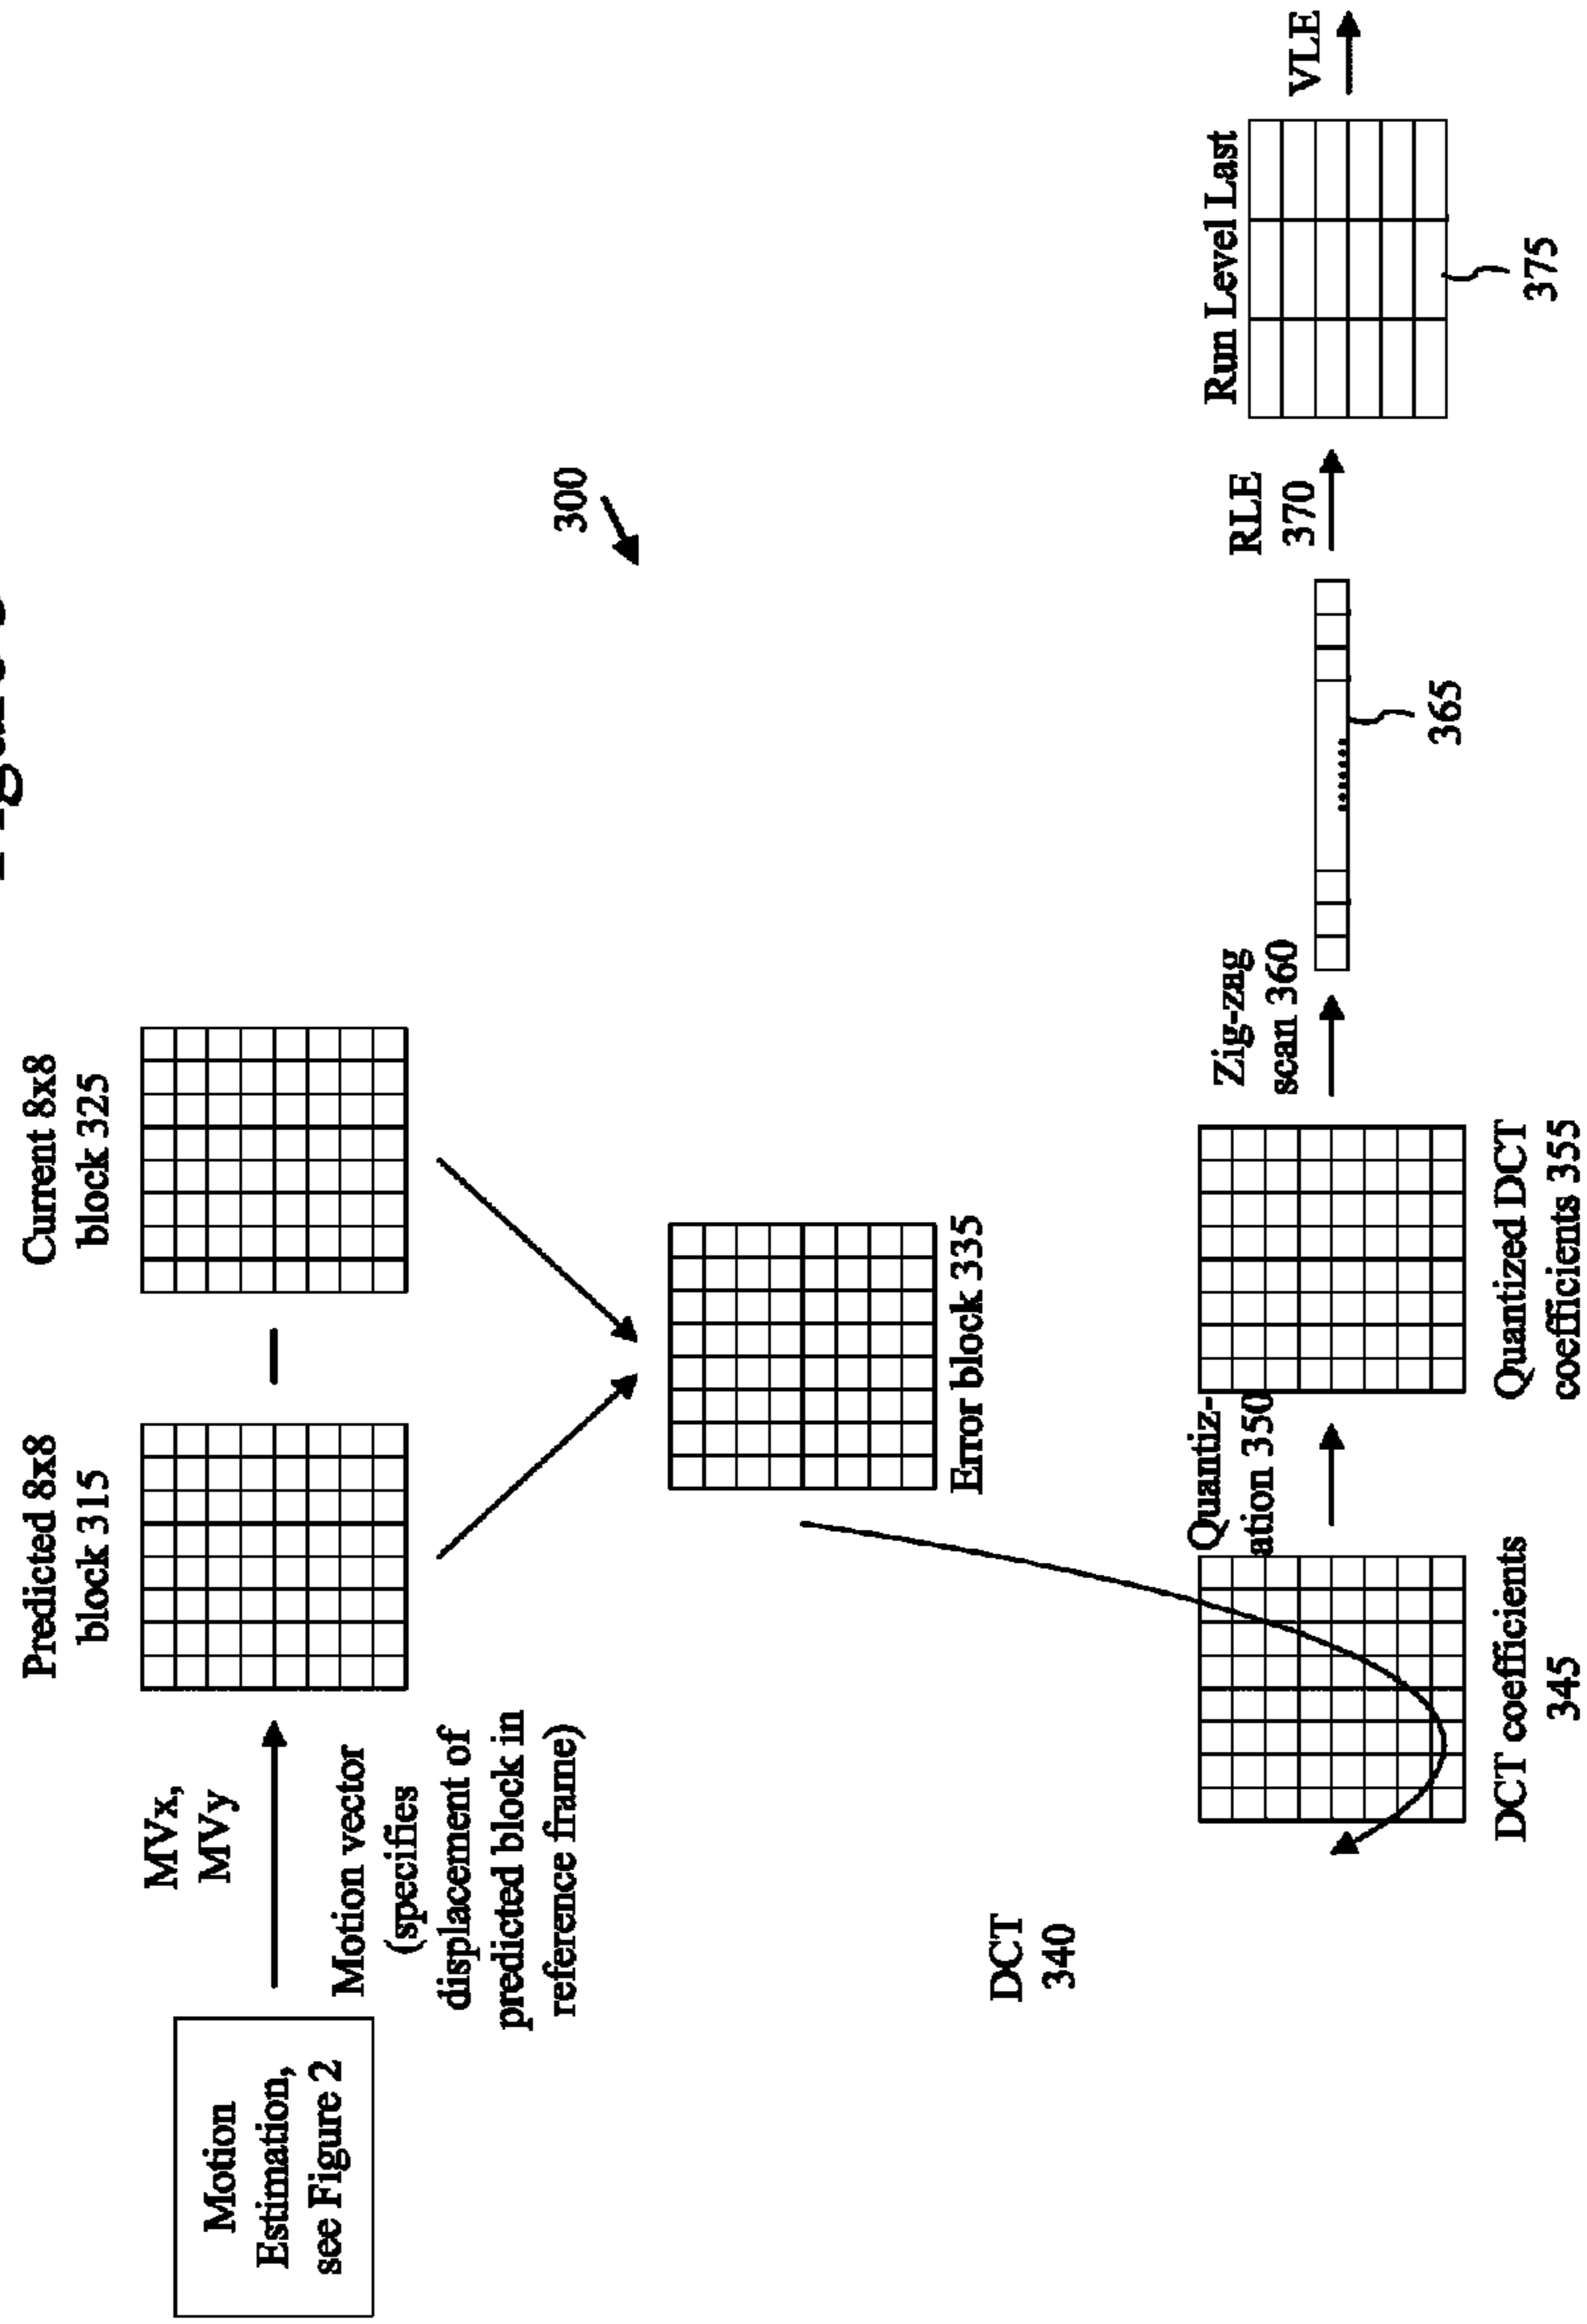 Motion
Estimation,
see Figure 2
MVx,
MVy
Motion vector
(specifies
displacement of
predicted block in
reference frame)
Predicted 8x8
block 315
Current 8x8
block 325
300
Error block 335
DCT
340
DCT coefficients
345
Quantiz-
ation 350
Quantized DCT
coefficients 355
Zig-zag
scan 360
365
RLE
370
Run Level Last
375
VLE